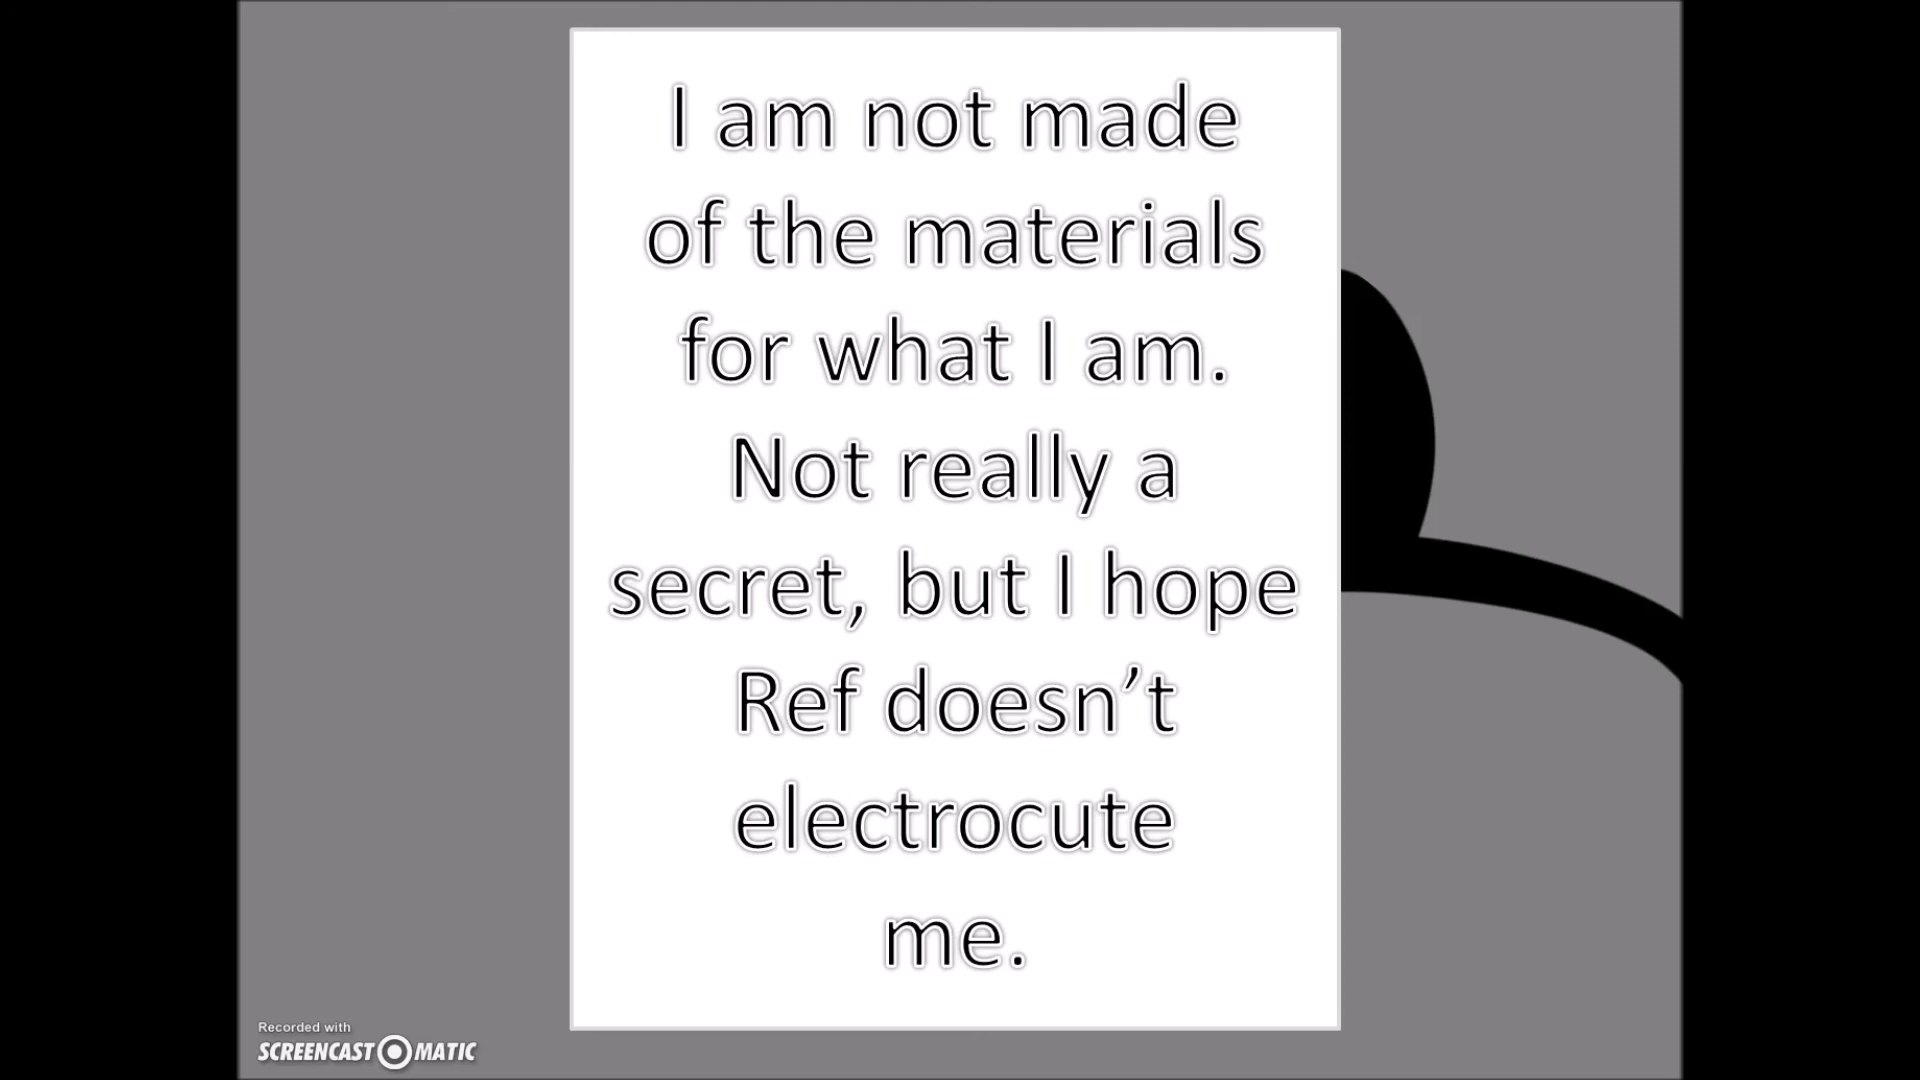 I am not made
of the materials
for what I am.
Not really a
secret, but I hope
Ref doesn’t
electrocute
me.
Recorded with
SCREENCAST MATIC